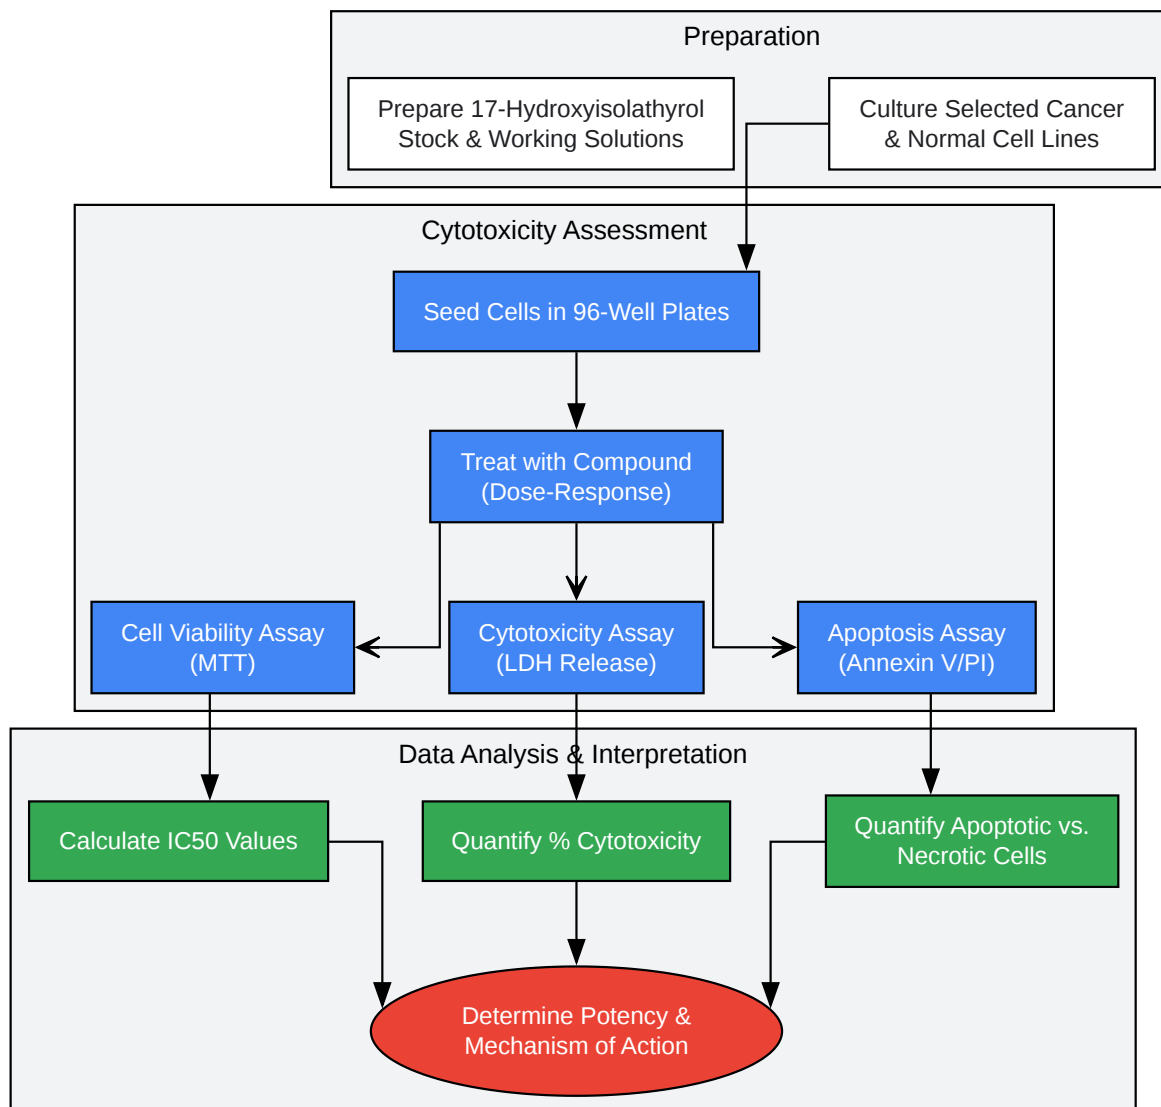 Preparation
Prepare 17-Hydroxyisolathyrol
Stock & Working Solutions
Culture Selected Cancer
& Normal Cell Lines
Cytotoxicity Assessment
Seed Cells in 96-Well Plates
Treat with Compound
(Dose-Response)
Cell Viability Assay
(MTT)
Cytotoxicity Assay
(LDH Release)
Apoptosis Assay
(Annexin V/PI)
Data Analysis & Interpretation
Calculate IC50 Values
Quantify % Cytotoxicity
Quantify Apoptotic vs.
Necrotic Cells
Determine Potency &
Mechanism of Action